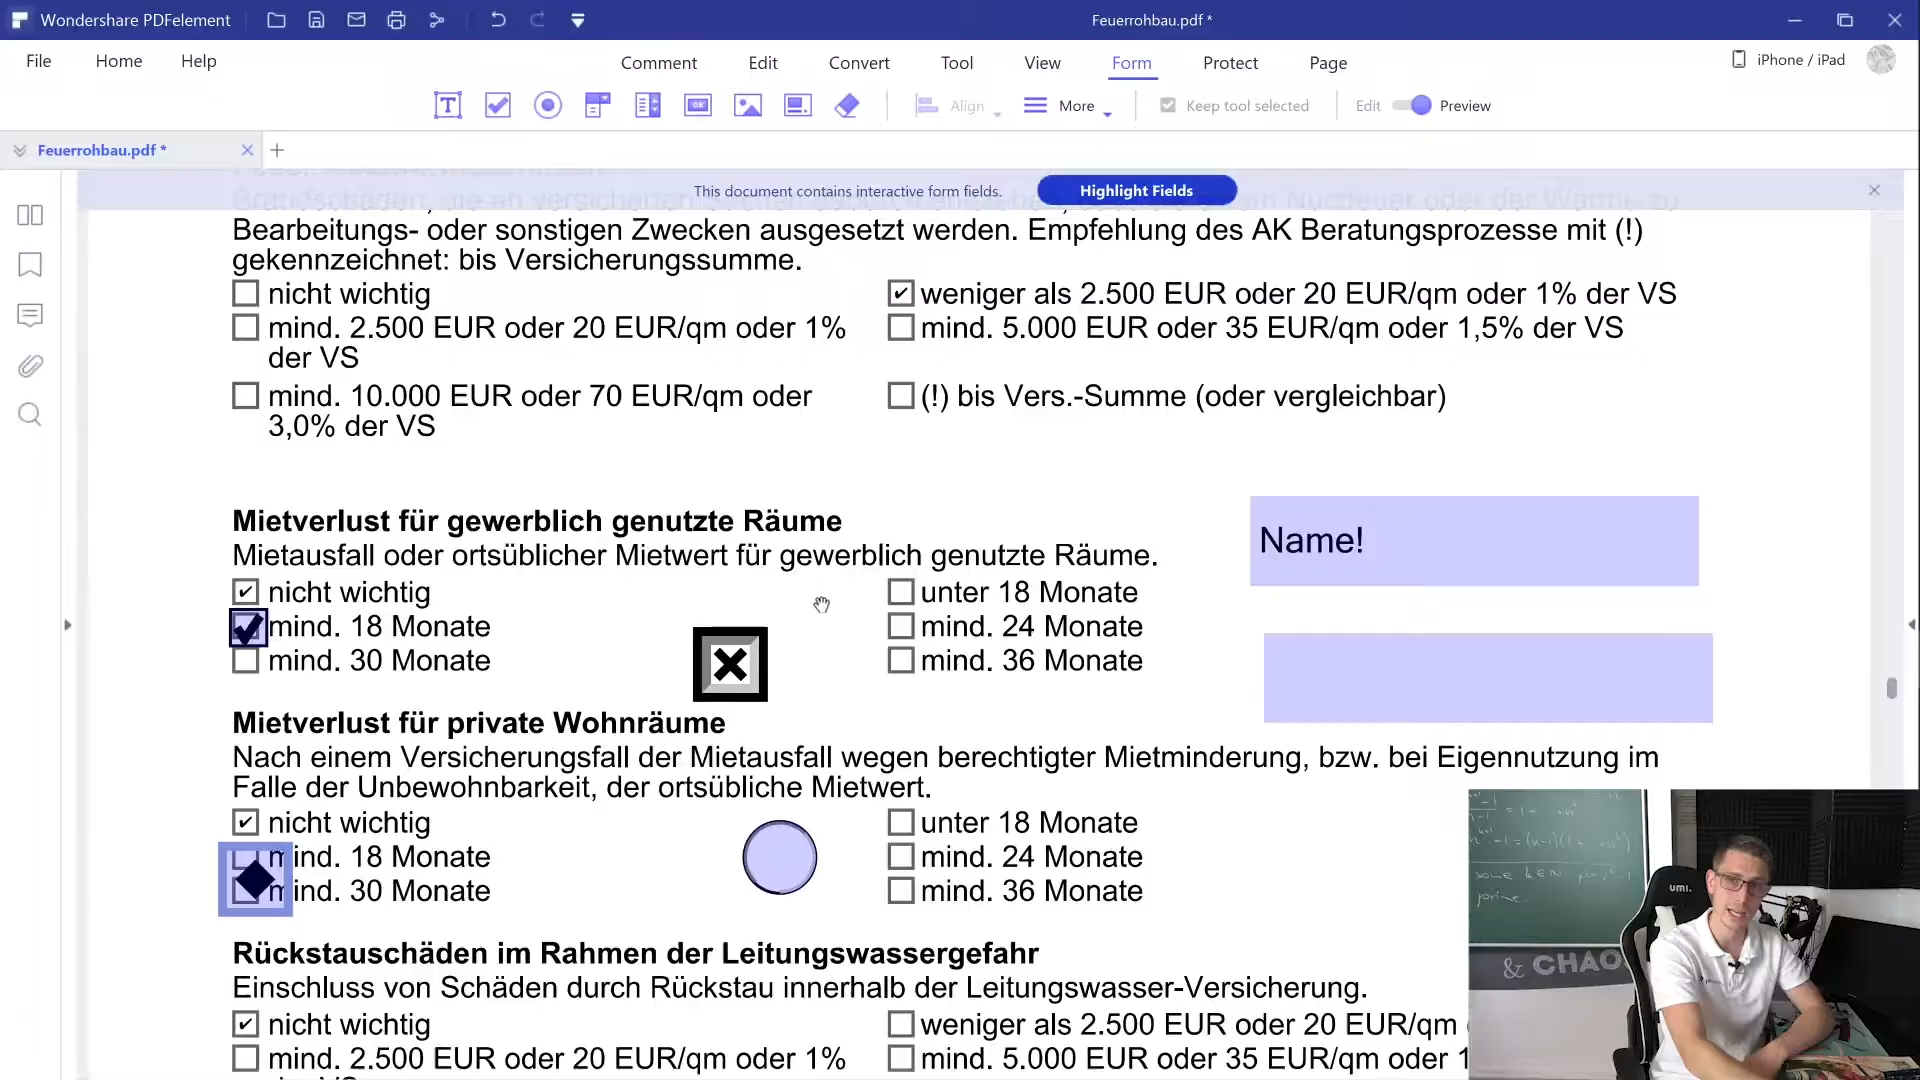 Wondershare PDFelement
Feuerrohbau.pdf *
File Home Help
Comment Edit Convert Tool View Form Protect Page
iPhone / iPad
T OK Align More Keep tool selected Edit Preview
Feuerrohbau.pdf *
This document contains interactive form fields. Highlight Fields
Bearbeitungs- oder sonstigen Zwecken ausgesetzt werden. Empfehlung des AK Beratungsprozesse mit (!)
gekennzeichnet: bis Versicherungssumme.
nicht wichtig
weniger als 2.500 EUR oder 20 EUR/qm oder 1% der VS
mind. 2.500 EUR oder 20 EUR/qm oder 1%
der VS
mind. 5.000 EUR oder 35 EUR/qm oder 1,5% der VS
mind. 10.000 EUR oder 70 EUR/qm oder
3,0% der VS
(!) bis Vers.-Summe (oder vergleichbar)
Mietverlust für gewerblich genutzte Räume
Mietausfall oder ortsüblicher Mietwert für gewerblich genutzte Räume.
Name!
nicht wichtig
unter 18 Monate
mind. 18 Monate
mind. 24 Monate
mind. 30 Monate
mind. 36 Monate
Mietverlust für private Wohnräume
Nach einem Versicherungsfall der Mietausfall wegen berechtigter Mietminderung, bzw. bei Eigennutzung im
Falle der Unbewohnbarkeit, der ortsübliche Mietwert.
nicht wichtig
unter 18 Monate
mind. 18 Monate
mind. 24 Monate
mind. 30 Monate
mind. 36 Monate
Rückstauschäden im Rahmen der Leitungswassergefahr
Einschluss von Schäden durch Rückstau innerhalb der Leitungswasser-Versicherung.
nicht wichtig
weniger als 2.500 EUR oder 20 EUR/qm
mind. 2.500 EUR oder 20 EUR/qm oder 1%
mind. 5.000 EUR oder 35 EUR/qm oder 1
umi.
& CHAO
prime